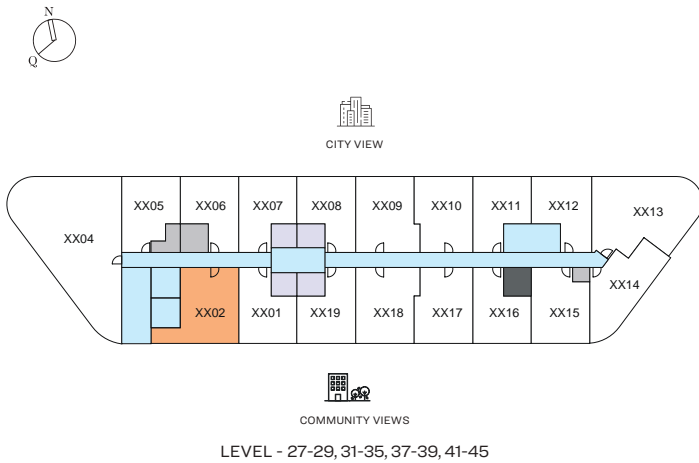 N
Q
CITY VIEW
XX05 XX06 XX07 XX08 XX09 XX10 XX11 XX12 XX13
XX04
XX14
XX02 XX01 XX19 XX18 XX17 XX16 XX15
COMMUNITY VIEWS
LEVEL - 27-29, 31-35, 37-39, 41-45